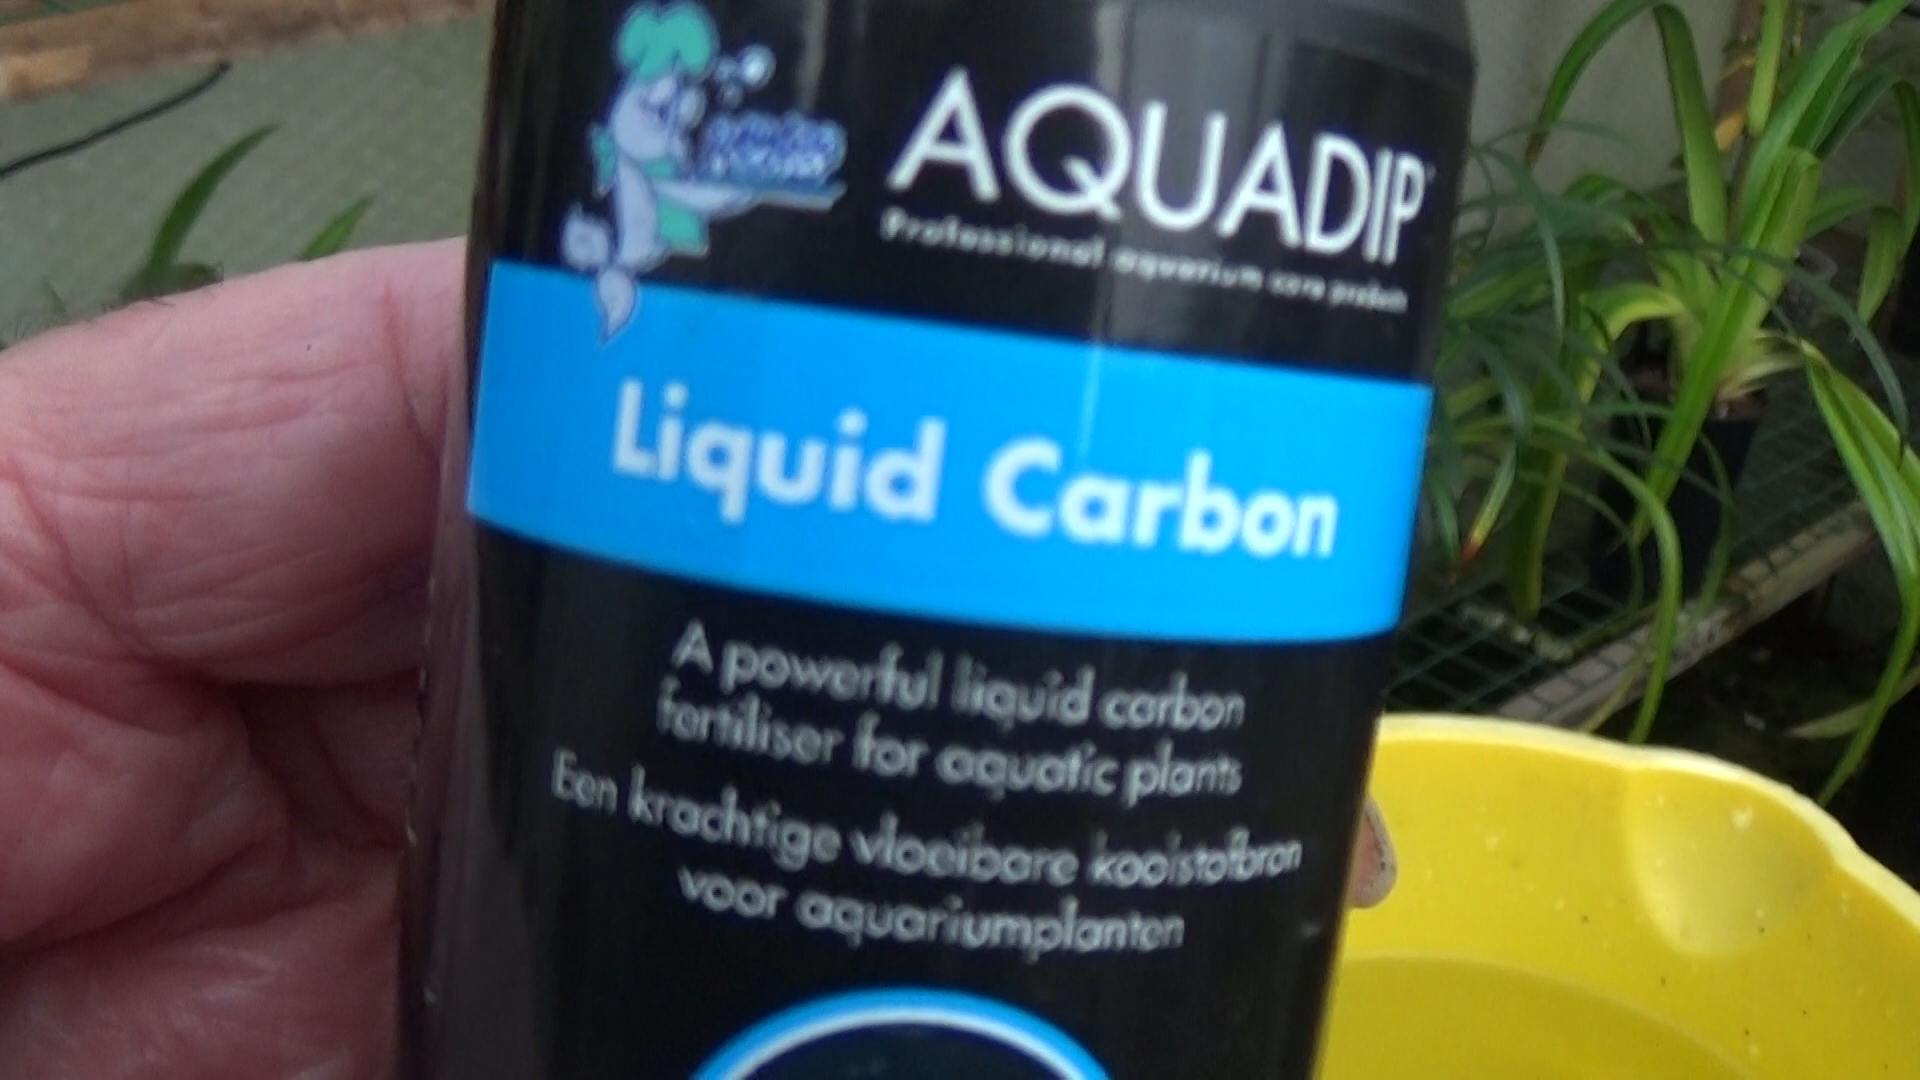 AQUADIP
Professional aquarium care products
Liquid Carbon
A powerful liquid carbon
fertiliser for aquatic plants
Een krachtige vloeibare koolstofbron
voor aquariumplanten